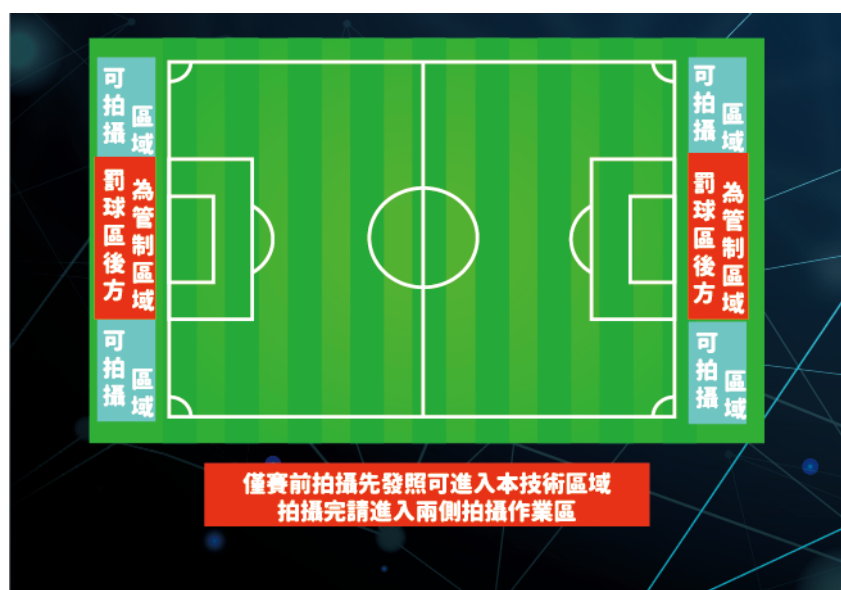 可拍攝
區域
罰球區後方
為管制區域
可拍攝
區域
可拍攝
區域
罰球區後方
為管制區域
可拍攝
區域
僅賽前拍攝先發照可進入本技術區域
拍攝完請進入兩側拍攝作業區